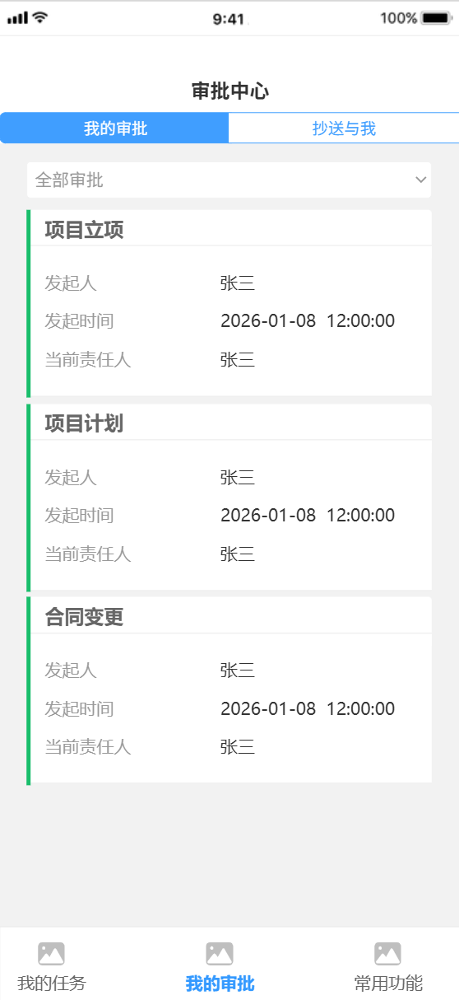 9:41 100%
审批中心
我的审批 抄送与我
全部审批
项目立项
发起人 张三
发起时间 2026-01-08 12:00:00
当前责任人 张三
项目计划
发起人 张三
发起时间 2026-01-08 12:00:00
当前责任人 张三
合同变更
发起人 张三
发起时间 2026-01-08 12:00:00
当前责任人 张三
我的任务 我的审批 常用功能